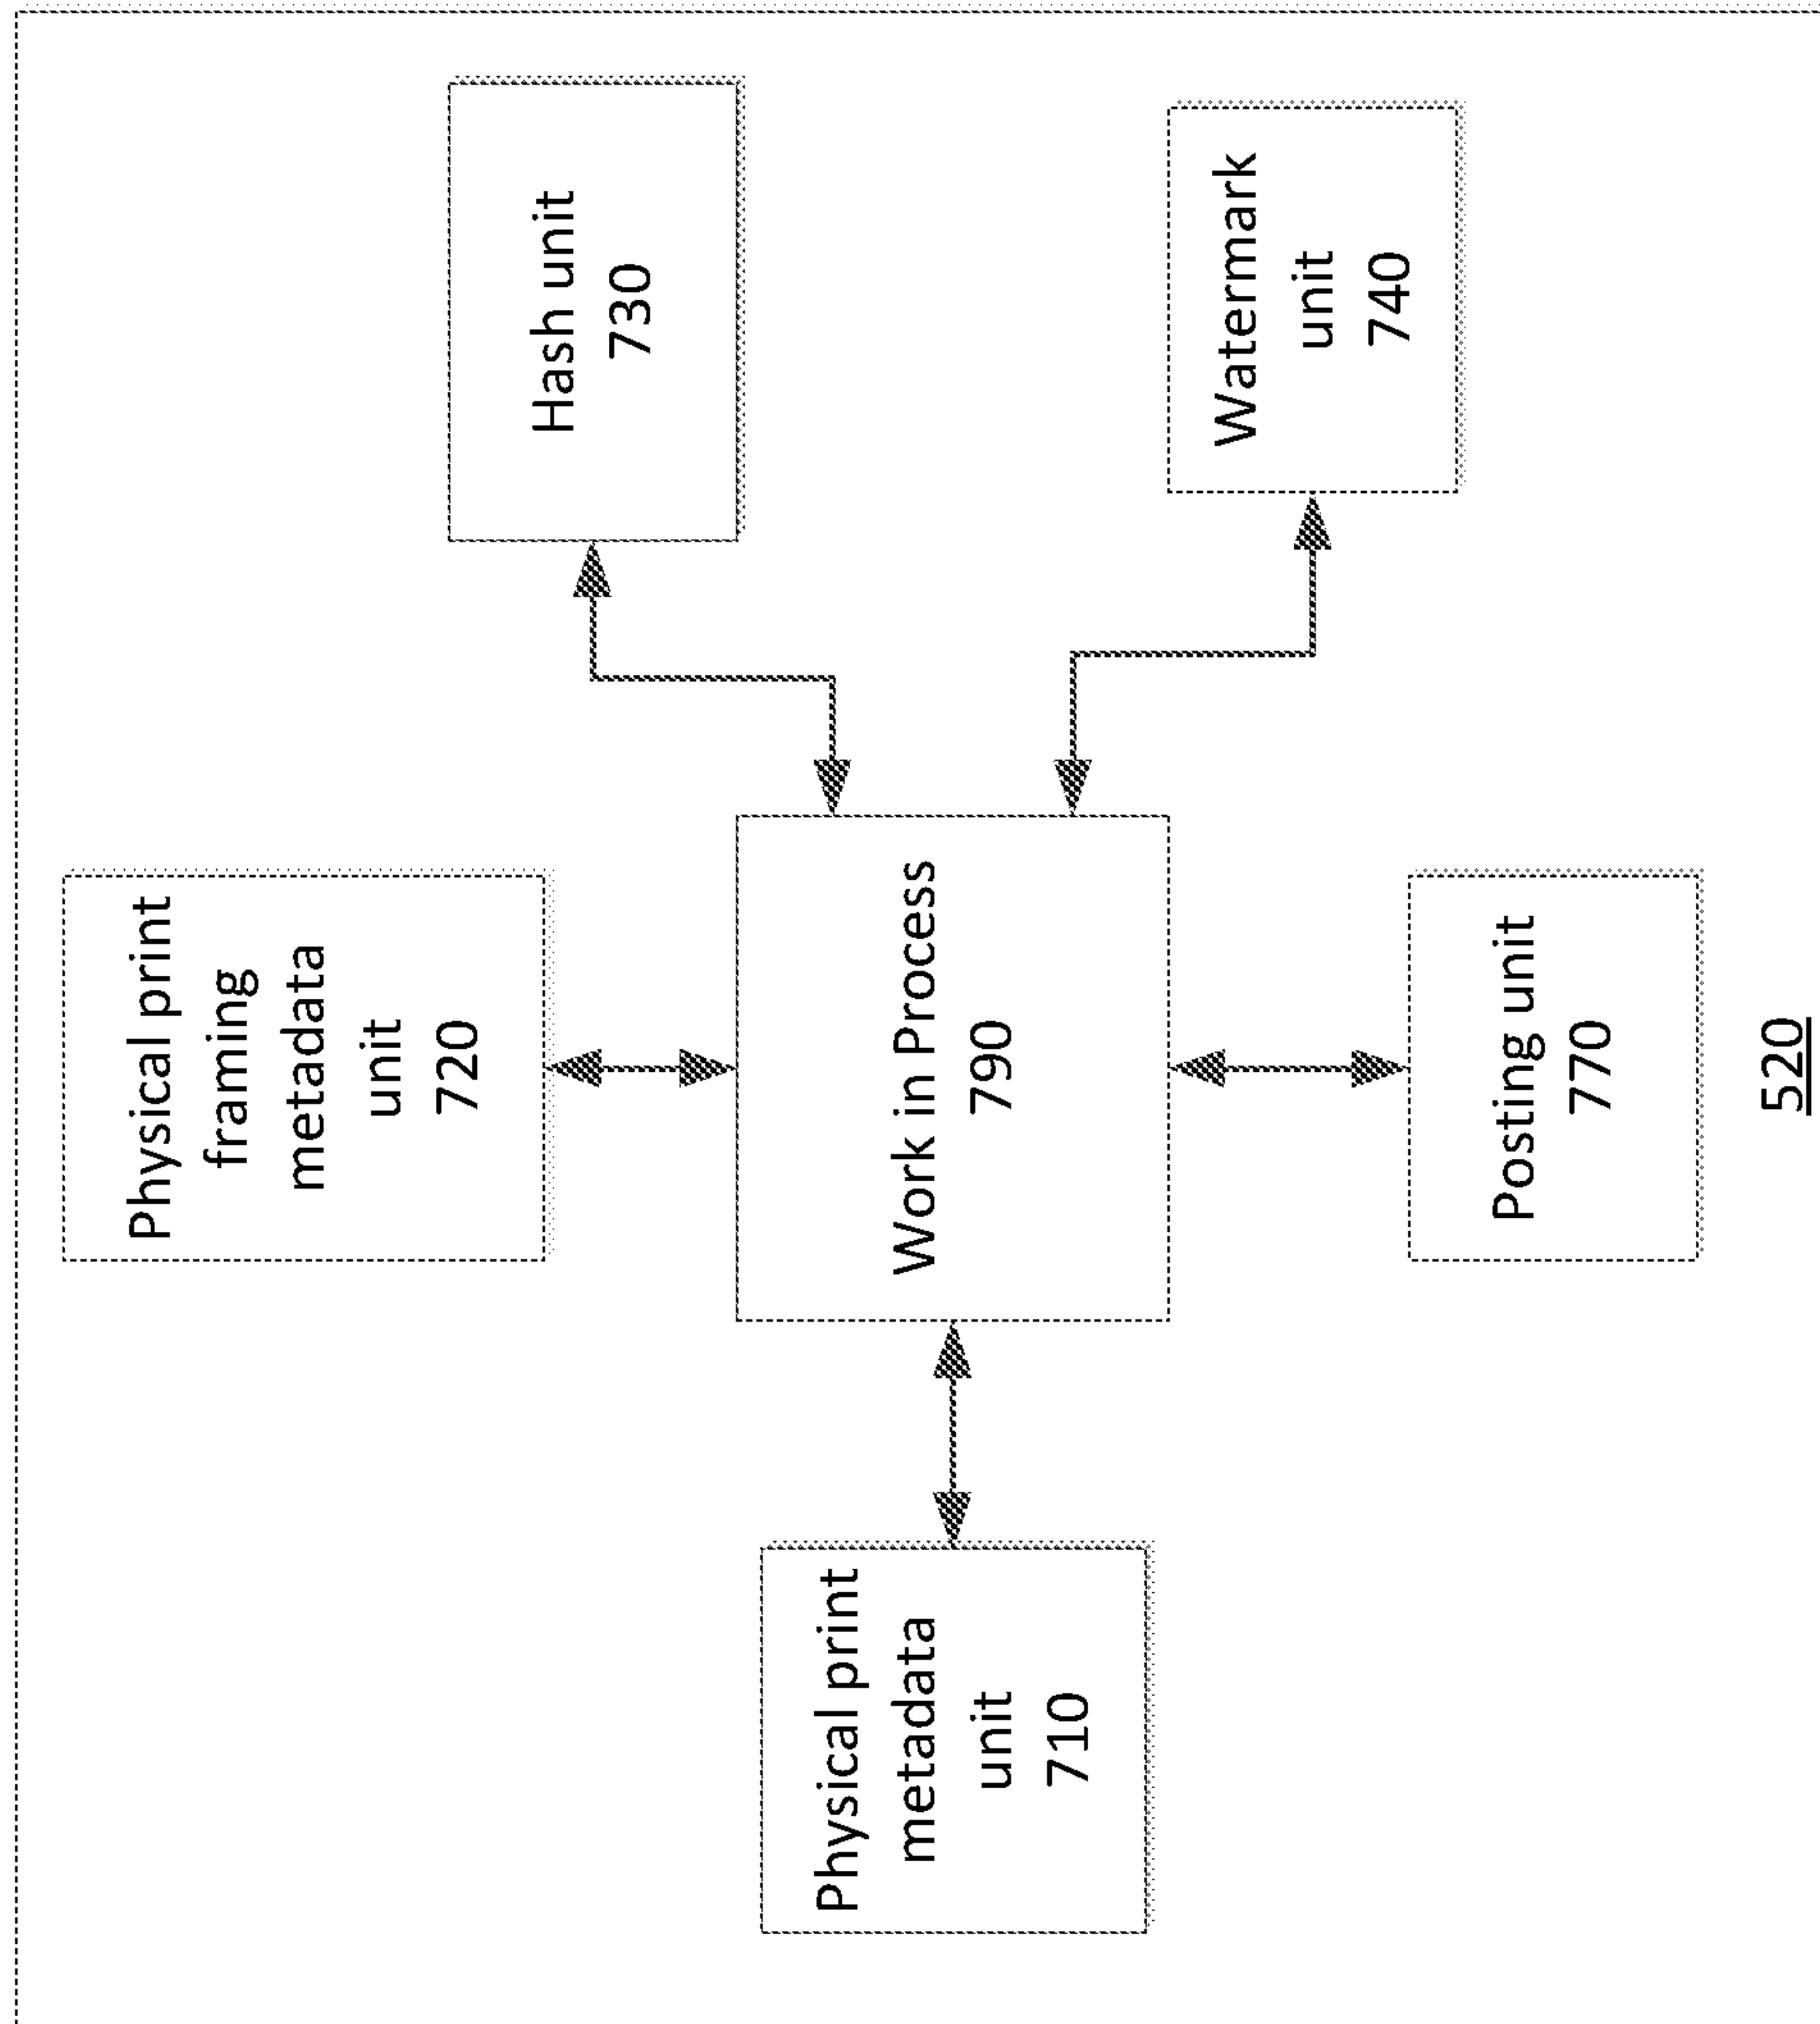 Physical print
metadata
unit
710
Physical print
framing
metadata
unit
720
Work in Process
790
Posting unit
770
Hash unit
730
Watermark
unit
740
520